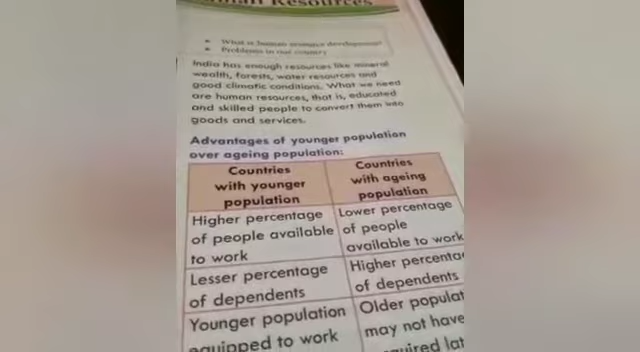 Human Resources
• What is human resource development?
• Problems in our country
India has enough resources like mineral
wealth, forests, water resources and
good climatic conditions. What we need
are human resources, that is, educated
and skilled people to convert them into
goods and services.
Advantages of younger population
over ageing population:
Countries
with younger
population
Countries
with ageing
population
Higher percentage
of people available
to work
Lower percentage
of people
available to work
Lesser percentage
of dependents
Higher percenta
of dependents
Younger population
equipped to work
Older populat
may not have
quired lat